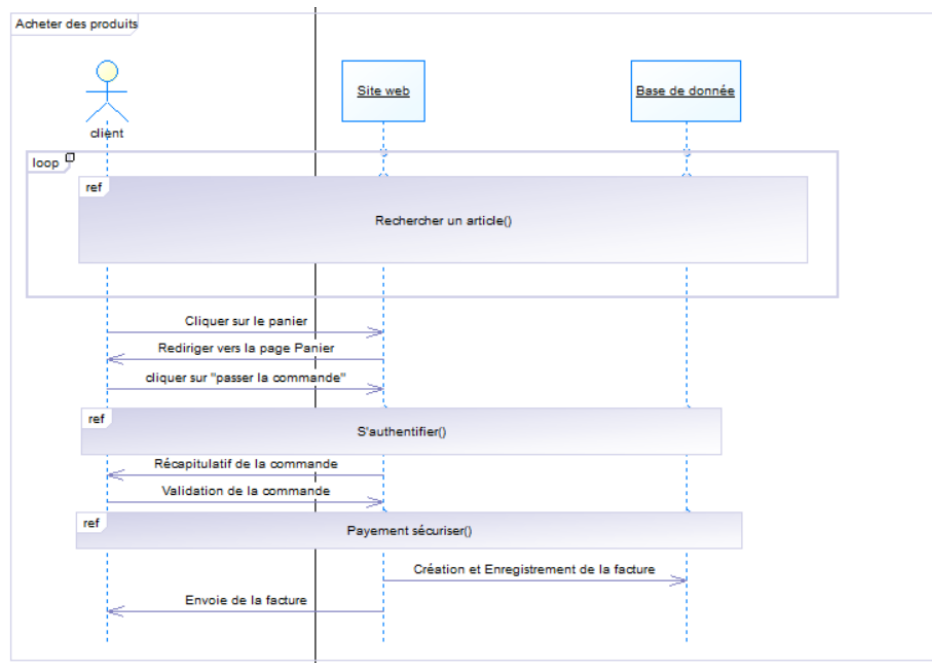 Acheter des produits
client
Site web
Base de donnée
loop
ref
Rechercher un article()
Cliquer sur le panier
Rediriger vers la page Panier
cliquer sur "passer la commande"
ref
S'authentifier()
Récapitulatif de la commande
Validation de la commande
ref
Payement sécuriser()
Création et Enregistrement de la facture
Envoie de la facture